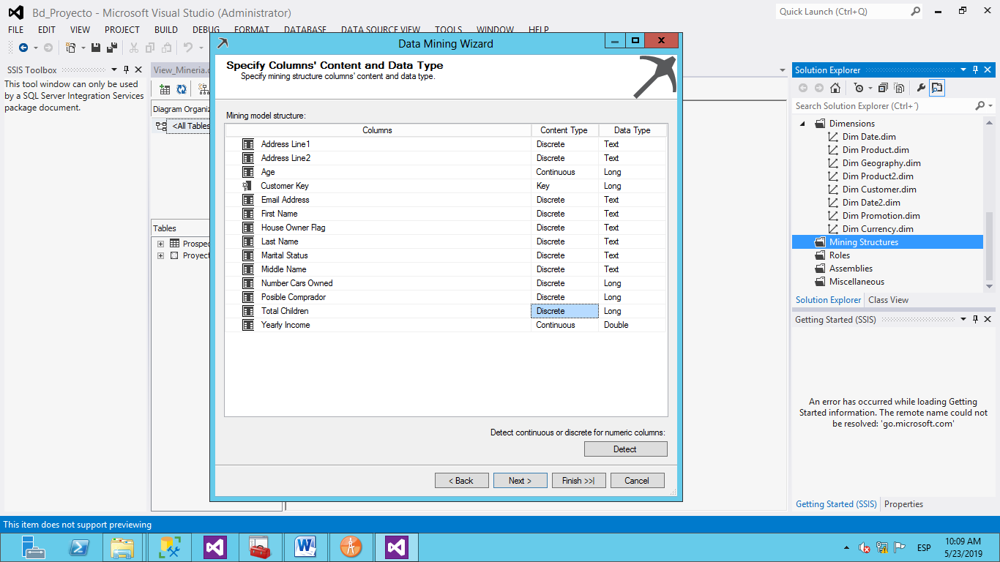 Bd_Proyecto - Microsoft Visual Studio (Administrator)
Quick Launch (Ctrl+Q)
FILE EDIT VIEW PROJECT BUILD DEBUG FORMAT DATABASE DATA SOURCE VIEW TOOLS WINDOW HELP
SSIS Toolbox
This tool window can only be used
by a SQL Server Integration Services
package document.
View_Mineria.d
Diagram Organiz
<All Tables
Tables
Prospec
Proyect
Data Mining Wizard
Specify Columns' Content and Data Type
Specify mining structure columns' content and data type.
Mining model structure:
Columns Content Type Data Type
Address Line1 Discrete Text
Address Line2 Discrete Text
Age Continuous Long
Customer Key Key Long
Email Address Discrete Text
First Name Discrete Text
House Owner Flag Discrete Text
Last Name Discrete Text
Marital Status Discrete Text
Middle Name Discrete Text
Number Cars Owned Discrete Long
Posible Comprador Discrete Long
Total Children Discrete Long
Yearly Income Continuous Double
Detect continuous or discrete for numeric columns:
Detect
< Back Next > Finish >>| Cancel
Solution Explorer
Search Solution Explorer (Ctrl+´)
Dimensions
Dim Date.dim
Dim Product.dim
Dim Geography.dim
Dim Product2.dim
Dim Customer.dim
Dim Date2.dim
Dim Promotion.dim
Dim Currency.dim
Mining Structures
Roles
Assemblies
Miscellaneous
Solution Explorer Class View
Getting Started (SSIS)
An error has occurred while loading Getting
Started information. The remote name could not
be resolved: 'go.microsoft.com'
Getting Started (SSIS) Properties
This item does not support previewing
ESP
10:09 AM
5/23/2019